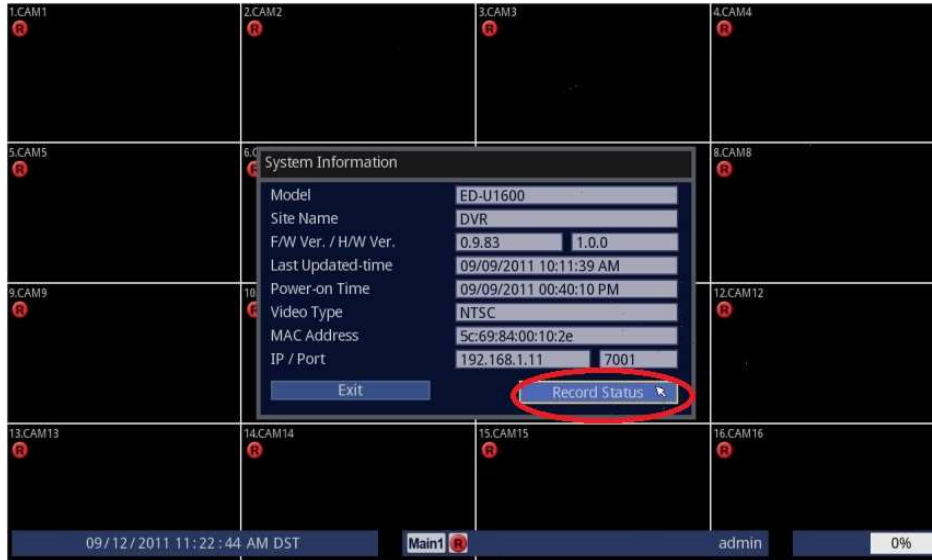 1.CAM1 2.CAM2 3.CAM3 4.CAM4
R R R R
5.CAM5 8.CAM8
R R
System Information
Model ED-U1600
Site Name DVR
F/W Ver. / H/W Ver. 0.9.83 1.0.0
Last Updated-time 09/09/2011 10:11:39 AM
Power-on Time 09/09/2011 00:40:10 PM
Video Type NTSC
MAC Address 5c:69:84:00:10:2e
IP / Port 192.168.1.11 7001
Exit Record Status
9.CAM9 12.CAM12
R R
13.CAM13 14.CAM14 15.CAM15 16.CAM16
R R R R
09/12/2011 11:22:44 AM DST Main1 R admin 0%